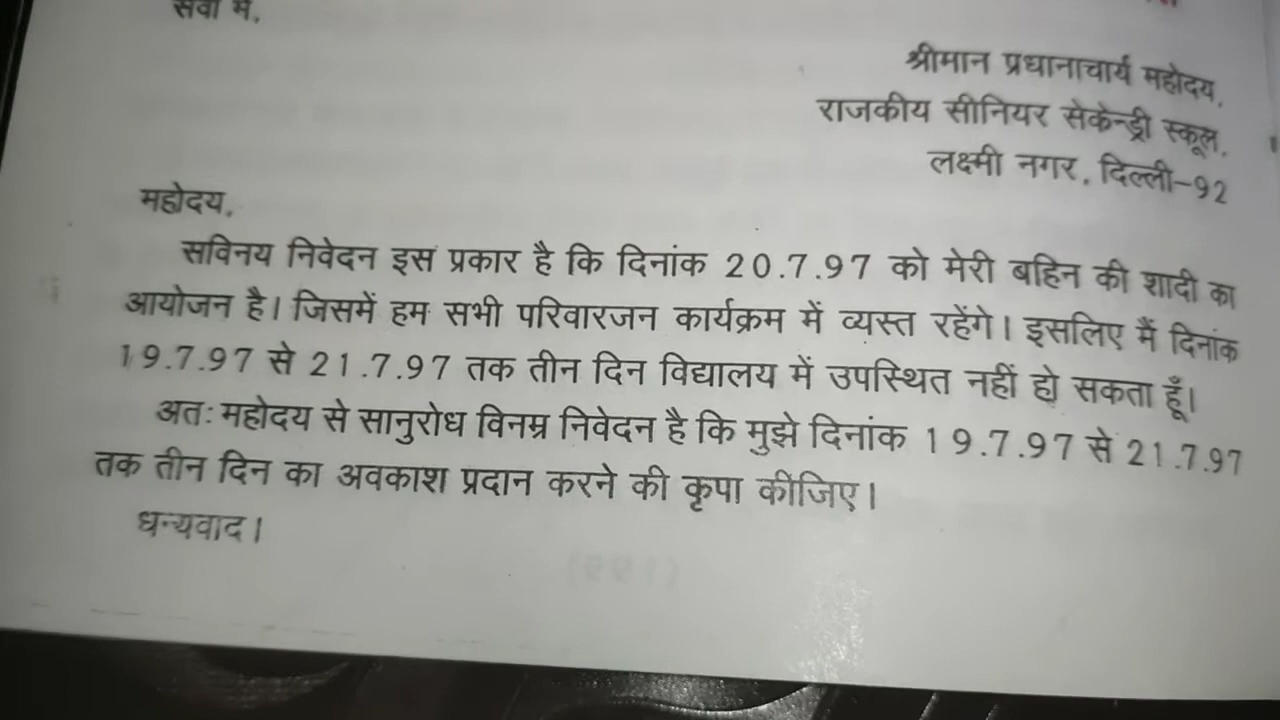 सेवा में,
श्रीमान प्रधानाचार्य महोदय,
राजकीय सीनियर सेकेन्ड्री स्कूल,
लक्ष्मी नगर, दिल्ली-92
महोदय,
सविनय निवेदन इस प्रकार है कि दिनांक 20.7.97 को मेरी बहिन की शादी का
आयोजन है। जिसमें हम सभी परिवारजन कार्यक्रम में व्यस्त रहेंगे। इसलिए मैं दिनांक
19.7.97 से 21.7.97 तक तीन दिन विद्यालय में उपस्थित नहीं हो सकता हूँ।
अतः महोदय से सानुरोध विनम्र निवेदन है कि मुझे दिनांक 19.7.97 से 21.7.97
तक तीन दिन का अवकाश प्रदान करने की कृपा कीजिए।
धन्यवाद।